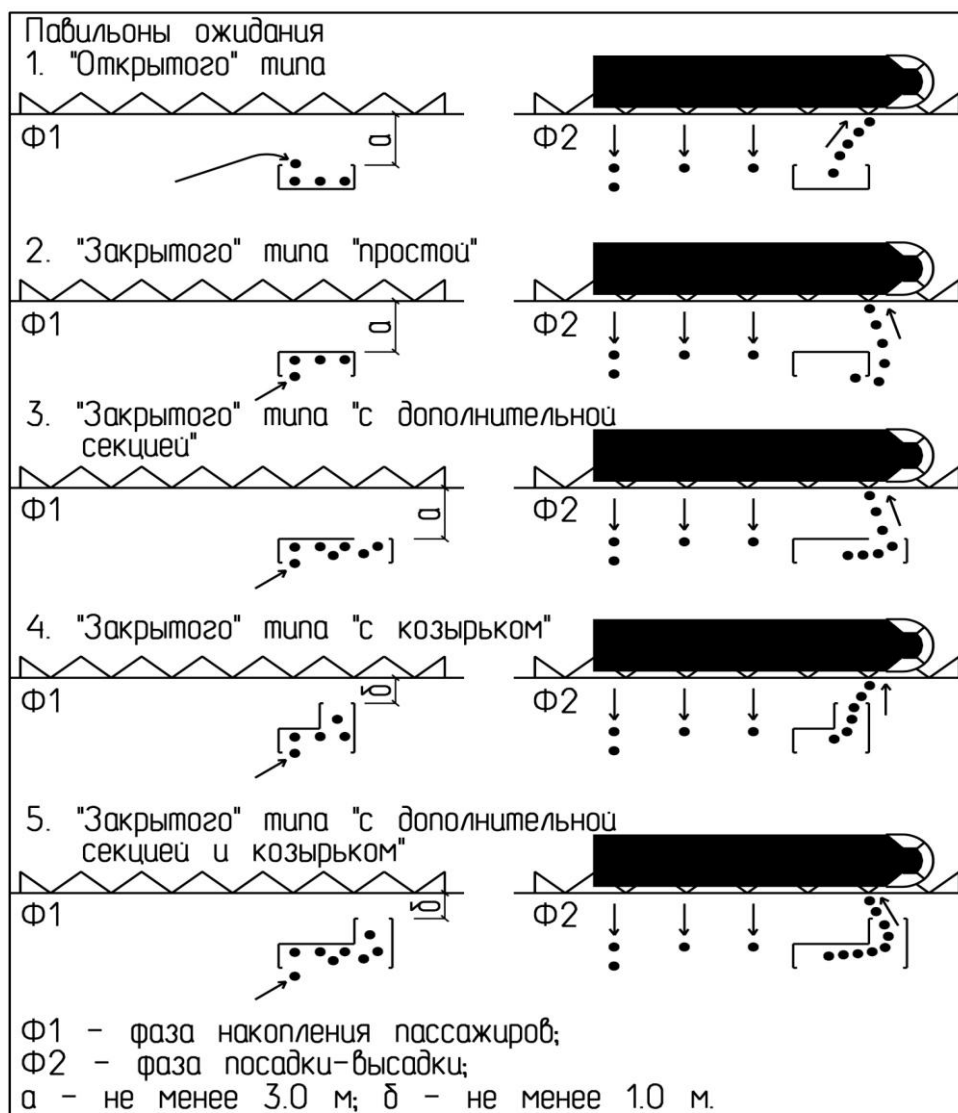 Павильоны ожидания
1. "Открытого" типа
Ф1
а
Ф2
2. "Закрытого" типа "простой"
Ф1
а
Ф2
3. "Закрытого" типа "с дополнительной
секцией"
Ф1
а
Ф2
4. "Закрытого" типа "с козырьком"
Ф1
б
Ф2
5. "Закрытого" типа "с дополнительной
секцией и козырьком"
Ф1
б
Ф2
Ф1 - фаза накопления пассажиров;
Ф2 - фаза посадки-высадки;
а - не менее 3.0 м; б - не менее 1.0 м.